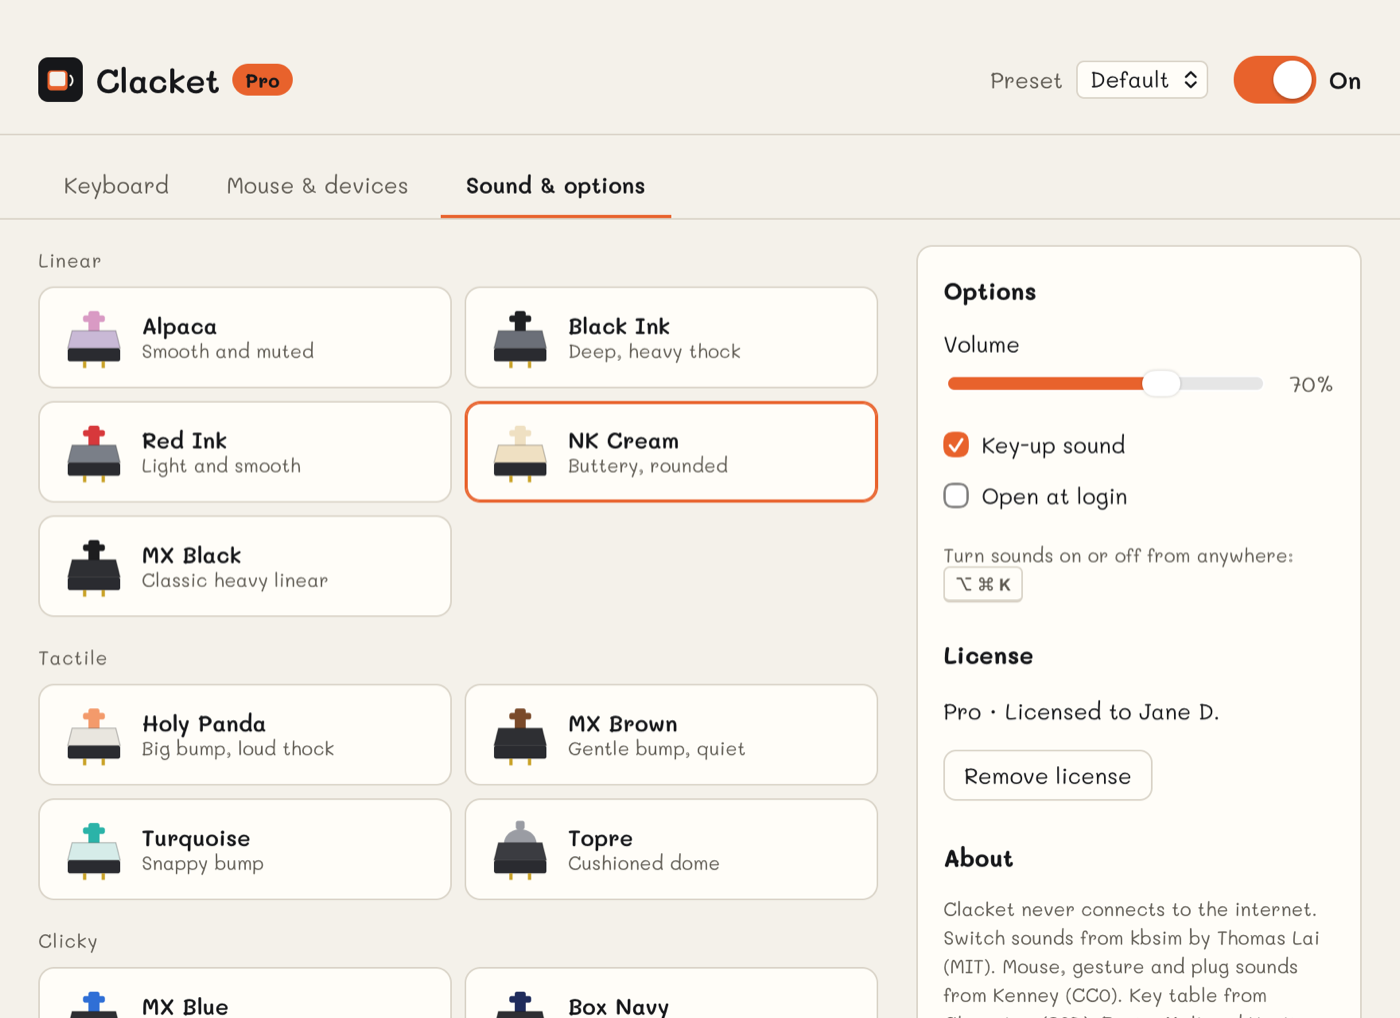 Clacket Pro
Preset Default On
Keyboard Mouse & devices Sound & options
Linear
Alpaca
Smooth and muted
Black Ink
Deep, heavy thock
Red Ink
Light and smooth
NK Cream
Buttery, rounded
MX Black
Classic heavy linear
Tactile
Holy Panda
Big bump, loud thock
MX Brown
Gentle bump, quiet
Turquoise
Snappy bump
Topre
Cushioned dome
Clicky
MX Blue
Box Navy
Options
Volume
70%
Key-up sound
Open at login
Turn sounds on or off from anywhere:
⌥ ⌘ K
License
Pro · Licensed to Jane D.
Remove license
About
Clacket never connects to the internet.
Switch sounds from kbsim by Thomas Lai
(MIT). Mouse, gesture and plug sounds
from Kenney (CC0). Key table from